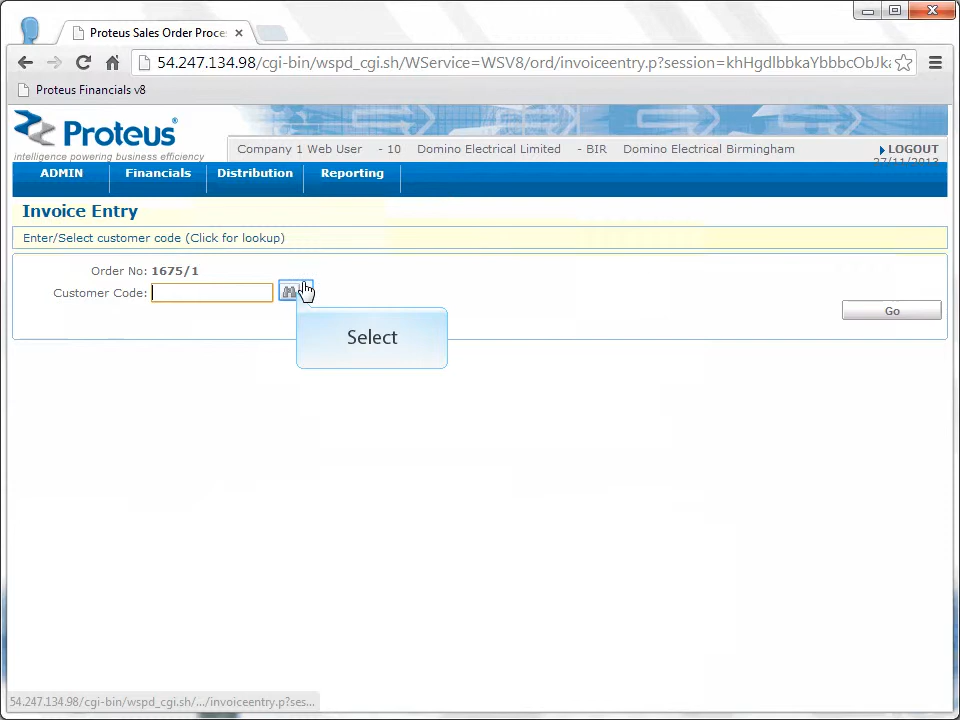 Proteus Sales Order Proce
54.247.134.98/cgi-bin/wspd_cgi.sh/WService=WSV8/ord/invoiceentry.p?session=khHgdlbbkaYbbbcObJka
Proteus Financials v8
Proteus®
intelligence powering business efficiency
Company 1 Web User - 10 Domino Electrical Limited - BIR Domino Electrical Birmingham
LOGOUT
27/11/2013
ADMIN Financials Distribution Reporting
Invoice Entry
Enter/Select customer code (Click for lookup)
Order No: 1675/1
Customer Code:
Go
Select
54.247.134.98/cgi-bin/wspd_cgi.sh/.../invoiceentry.p?ses...